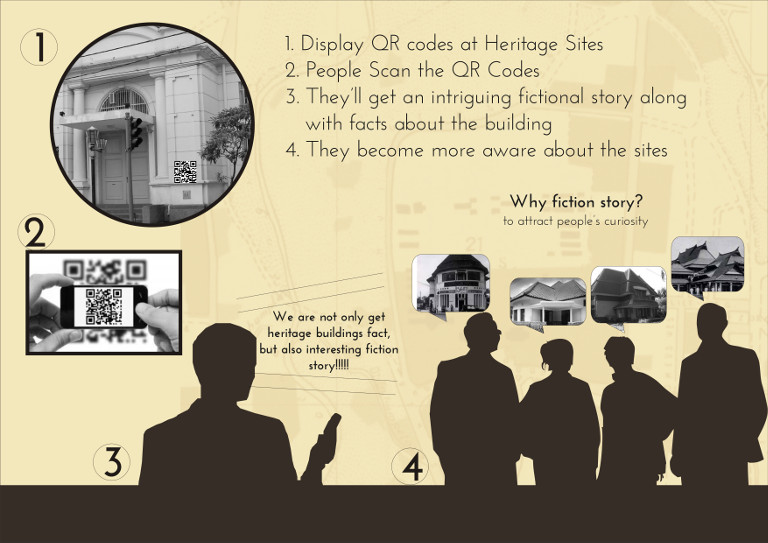 1
1. Display QR codes at Heritage Sites
2. People Scan the QR Codes
3. They'll get an intriguing fictional story along
with facts about the building
4. They become more aware about the sites
Why fiction story?
to attract people's curiosity
2
We are not only get
heritage buildings fact,
but also interesting fiction
story!!!!!
3
4